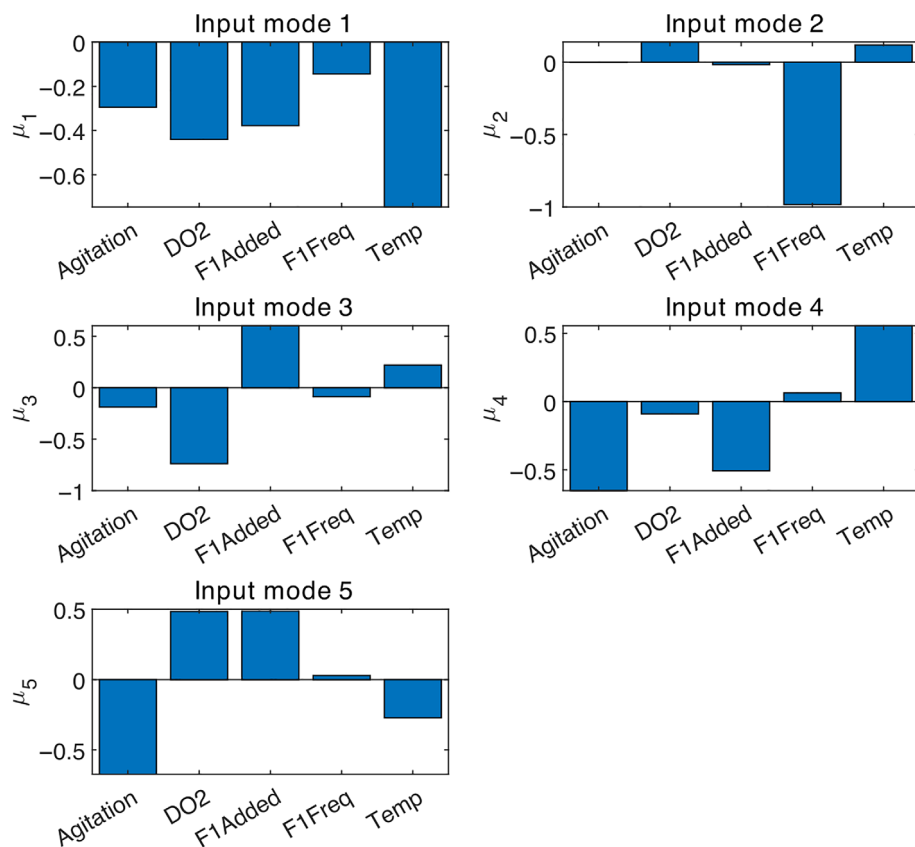 Input mode 1
0
−0.2
−0.4
−0.6
μ1
Agitation
DO2
F1Added
F1Freq
Temp
Input mode 2
0
−0.5
−1
μ2
Agitation
DO2
F1Added
F1Freq
Temp
Input mode 3
0.5
0
−0.5
−1
μ3
Agitation
DO2
F1Added
F1Freq
Temp
Input mode 4
0.5
0
−0.5
μ4
Agitation
DO2
F1Added
F1Freq
Temp
Input mode 5
0.5
0
−0.5
μ5
Agitation
DO2
F1Added
F1Freq
Temp